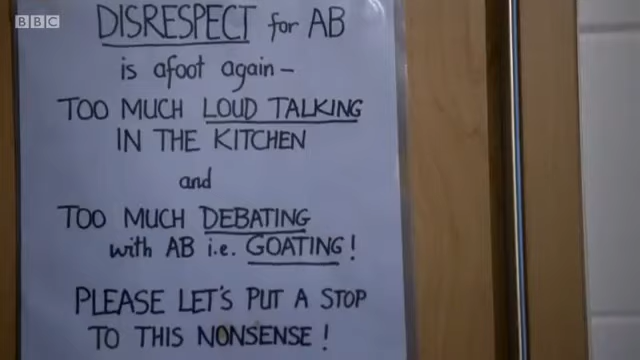 BBC
DISRESPECT for AB
is afoot again –
TOO MUCH LOUD TALKING
IN THE KITCHEN
and
TOO MUCH DEBATING
with AB i.e. GOATING!
PLEASE LET'S PUT A STOP
TO THIS NONSENSE!